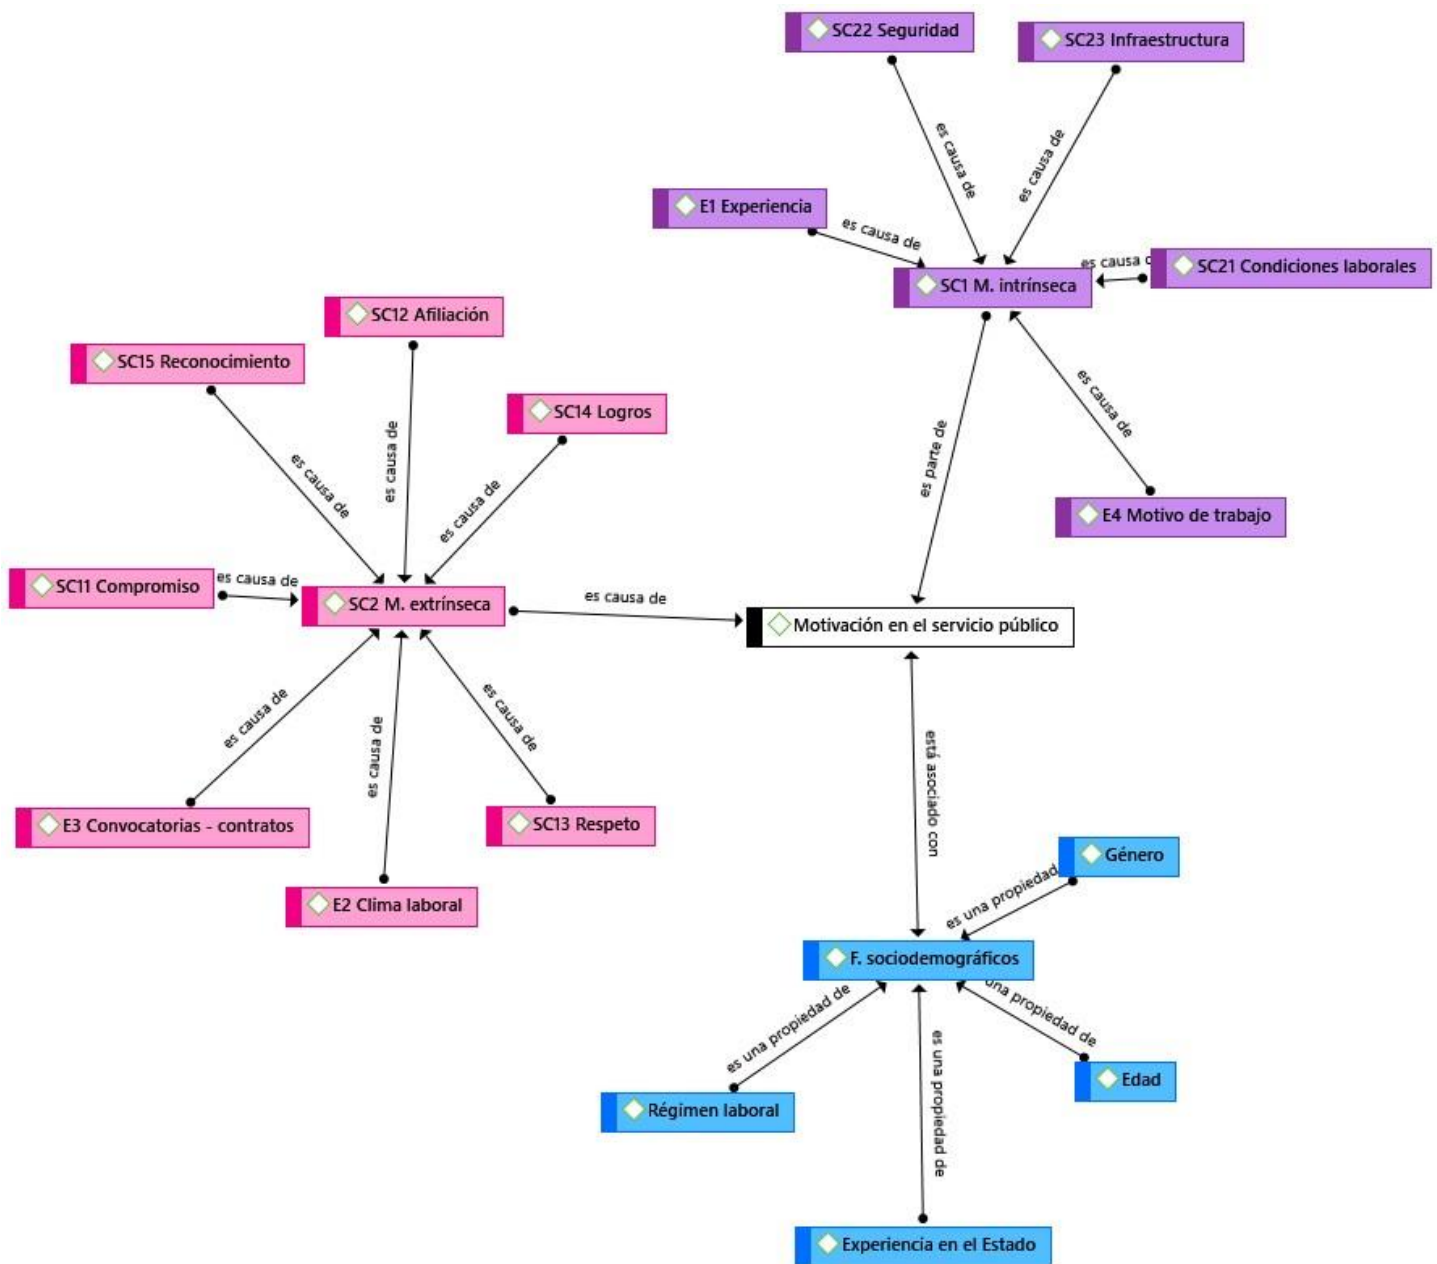 SC22 Seguridad
SC23 Infraestructura
es causa de
es causa de
E1 Experiencia
es causa de
SC21 Condiciones laborales
es causa
SC1 M. intrínseca
SC12 Afiliación
SC15 Reconocimiento
es causa de
SC14 Logros
es causa de
es parte de
es causa de
es causa de
E4 Motivo de trabajo
SC11 Compromiso
es causa de
SC2 M. extrínseca
es causa de
Motivación en el servicio público
es causa de
es causa de
es causa de
está asociado con
E3 Convocatorias - contratos
SC13 Respeto
E2 Clima laboral
Género
es una propiedad
F. sociodemográficos
es una propiedad de
una propiedad de
es una propiedad de
Régimen laboral
Edad
Experiencia en el Estado